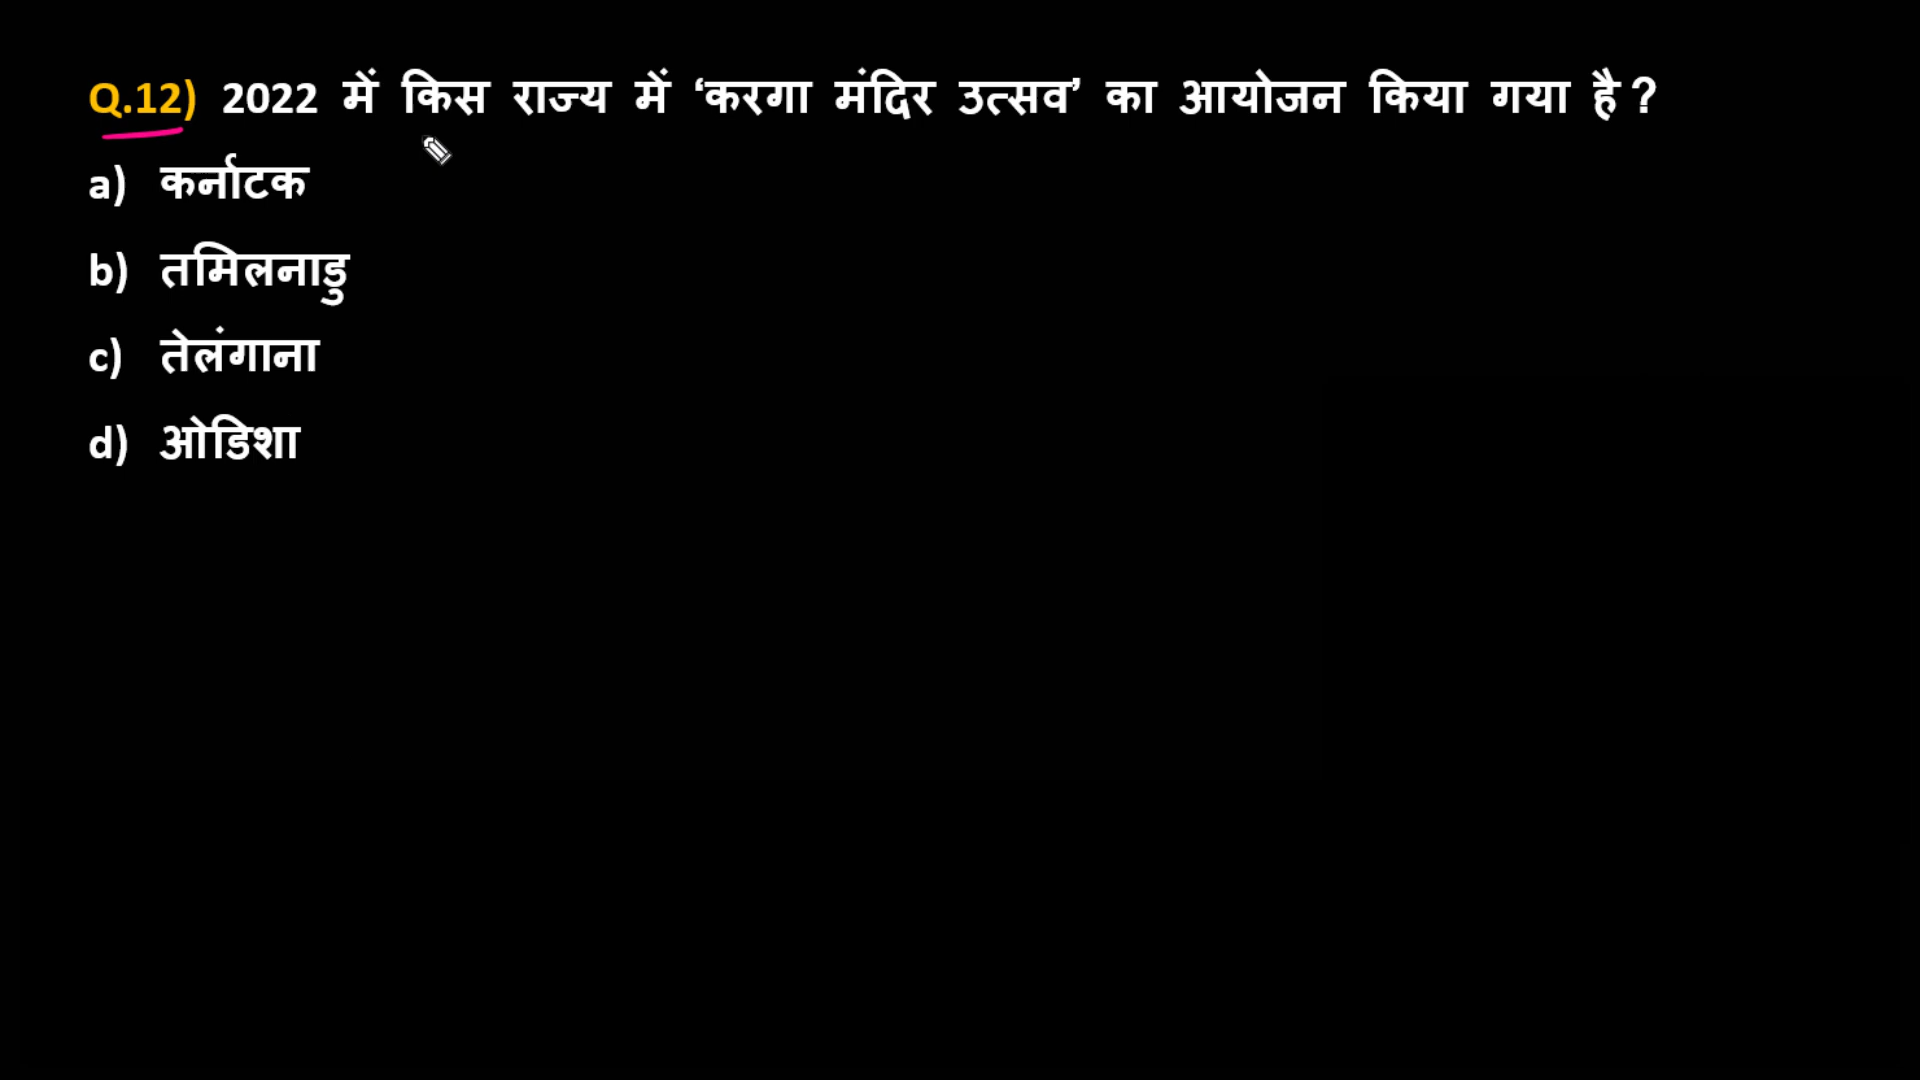 Q.12) 2022 में किस राज्य में ‘करगा मंदिर उत्सव’ का आयोजन किया गया है ?
a) कर्नाटक
b) तमिलनाडु
c) तेलंगाना
d) ओडिशा